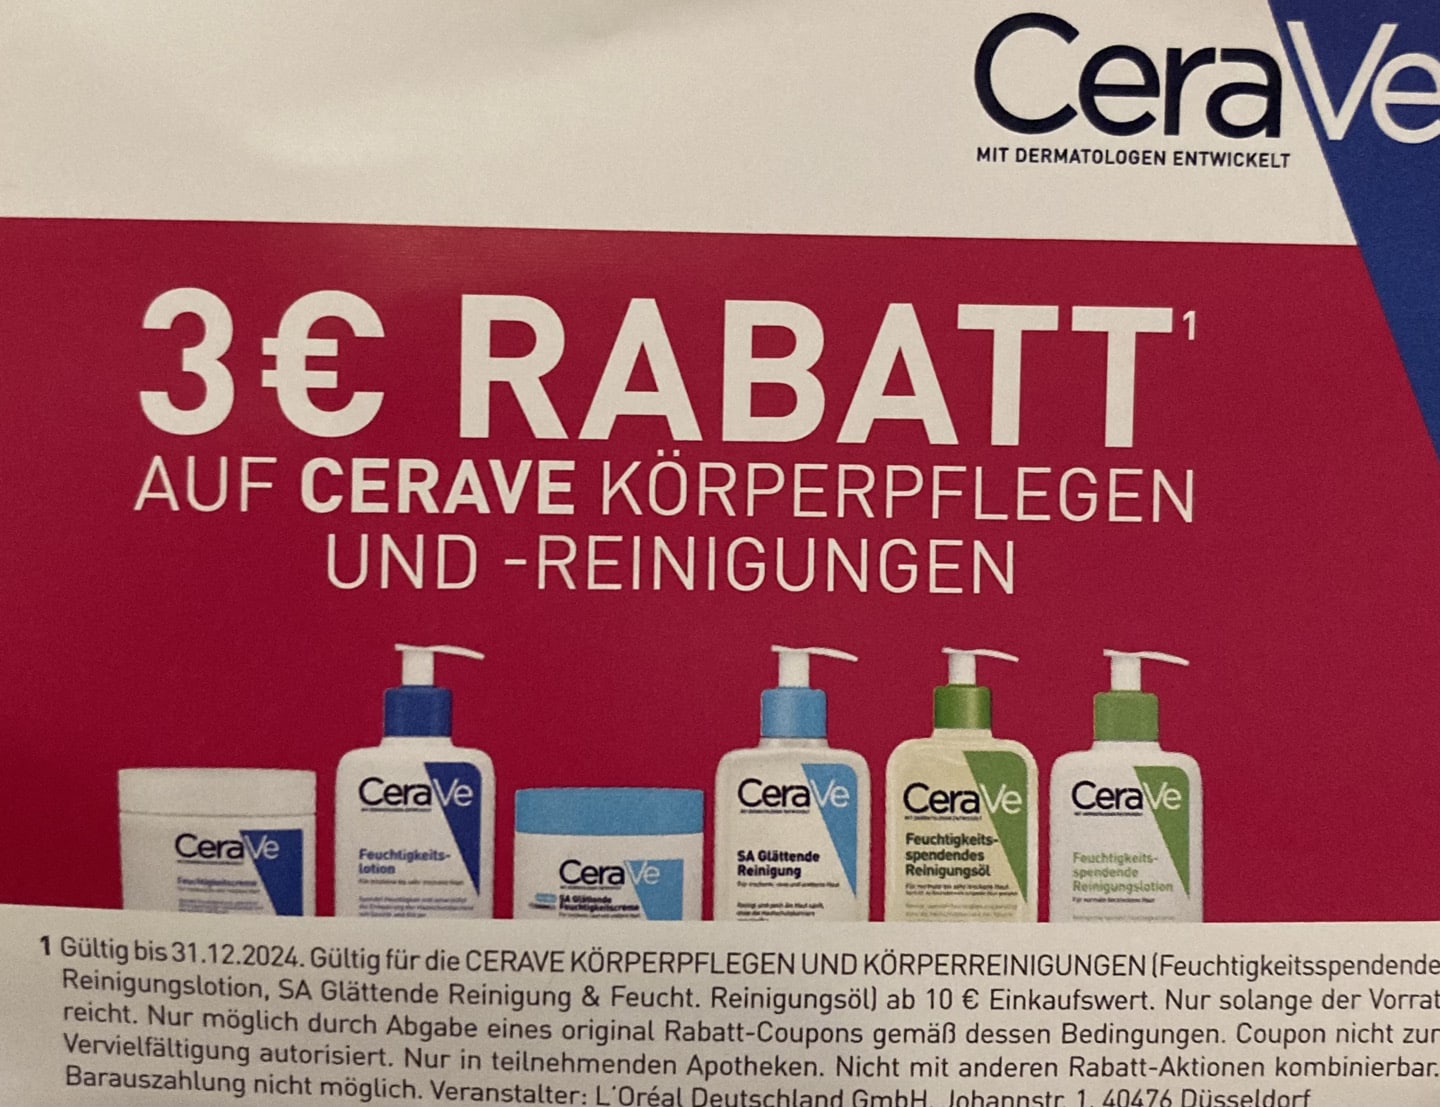 CeraVe
MIT DERMATOLOGEN ENTWICKELT
3€ RABATT¹
AUF CERAVE KÖRPERPFLEGEN
UND -REINIGUNGEN
CeraVe
Feuchtigkeitscreme
CeraVe
Feuchtigkeits-
lotion
CeraVe
SA Glättende
Feuchtigkeitscreme
CeraVe
SA Glättende
Reinigung
CeraVe
Feuchtigkeits-
spendendes
Reinigungsöl
CeraVe
Feuchtigkeits-
spendende
Reinigungslotion
1 Gültig bis 31.12.2024. Gültig für die CERAVE KÖRPERPFLEGEN UND KÖRPERREINIGUNGEN (Feuchtigkeitsspendende
Reinigungslotion, SA Glättende Reinigung & Feucht. Reinigungsöl) ab 10 € Einkaufswert. Nur solange der Vorrat
reicht. Nur möglich durch Abgabe eines original Rabatt-Coupons gemäß dessen Bedingungen. Coupon nicht zur
Vervielfältigung autorisiert. Nur in teilnehmenden Apotheken. Nicht mit anderen Rabatt-Aktionen kombinierbar.
Barauszahlung nicht möglich. Veranstalter: L'Oréal Deutschland GmbH, Johannstr. 1, 40476 Düsseldorf